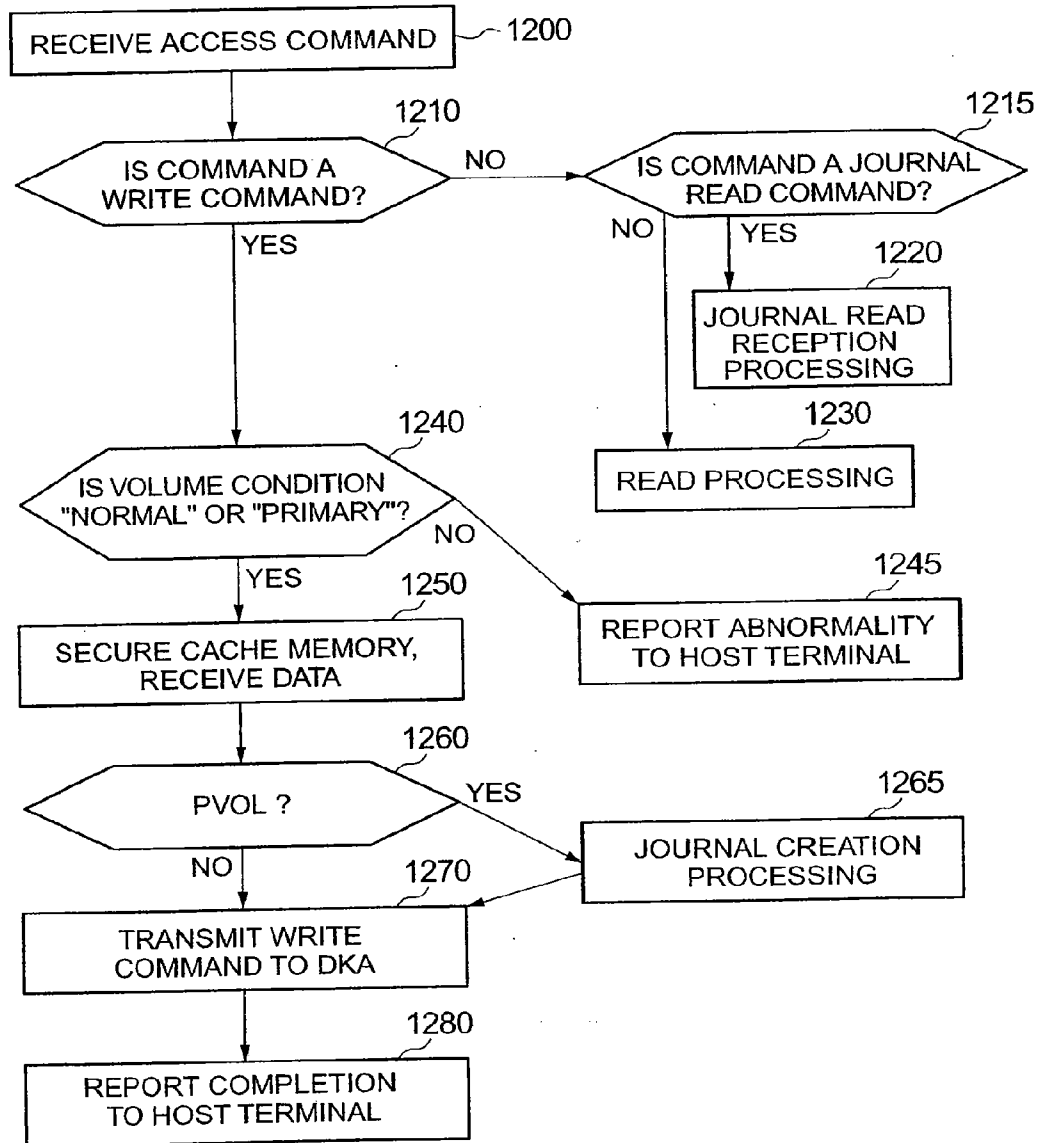 RECEIVE ACCESS COMMAND
1200
1210
IS COMMAND A
WRITE COMMAND?
NO
1215
IS COMMAND A JOURNAL
READ COMMAND?
YES
NO
YES
1220
JOURNAL READ
RECEPTION
PROCESSING
1230
READ PROCESSING
1240
IS VOLUME CONDITION
"NORMAL" OR "PRIMARY"?
NO
YES
1245
REPORT ABNORMALITY
TO HOST TERMINAL
1250
SECURE CACHE MEMORY,
RECEIVE DATA
1260
PVOL ?
YES
NO
1265
JOURNAL CREATION
PROCESSING
1270
TRANSMIT WRITE
COMMAND TO DKA
1280
REPORT COMPLETION
TO HOST TERMINAL